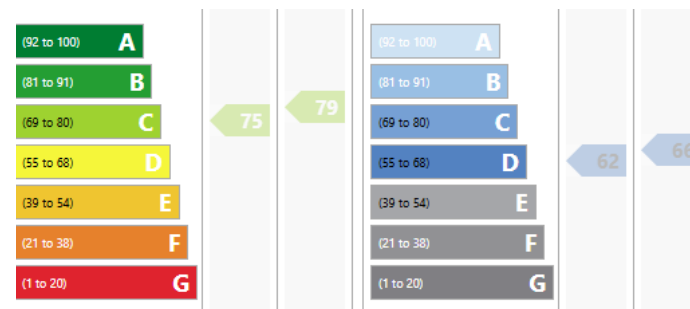 (92 to 100) A
(81 to 91) B
(69 to 80) C
(55 to 68) D
(39 to 54) E
(21 to 38) F
(1 to 20) G
75
79
(92 to 100) A
(81 to 91) B
(69 to 80) C
(55 to 68) D
(39 to 54) E
(21 to 38) F
(1 to 20) G
62
66